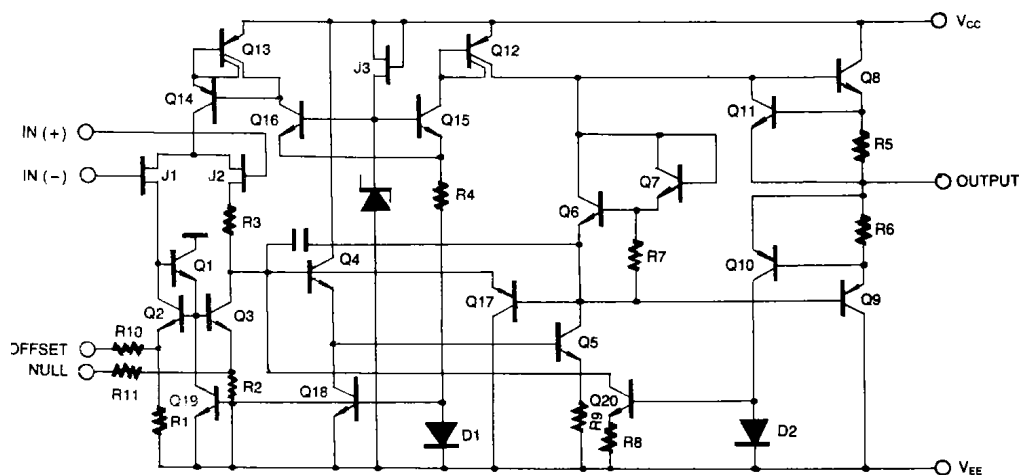 VCC
Q13
Q12
J3
Q8
Q14
Q11
Q16
Q15
IN (+)
R5
IN (−)
J1
J2
Q7
OUTPUT
R4
Q6
R3
R6
Q4
R7
Q1
Q10
Q17
Q9
Q2
Q3
R10
Q5
OFFSET
NULL
R11
R2
Q19
Q18
Q20
R9
R1
D1
R8
D2
VEE